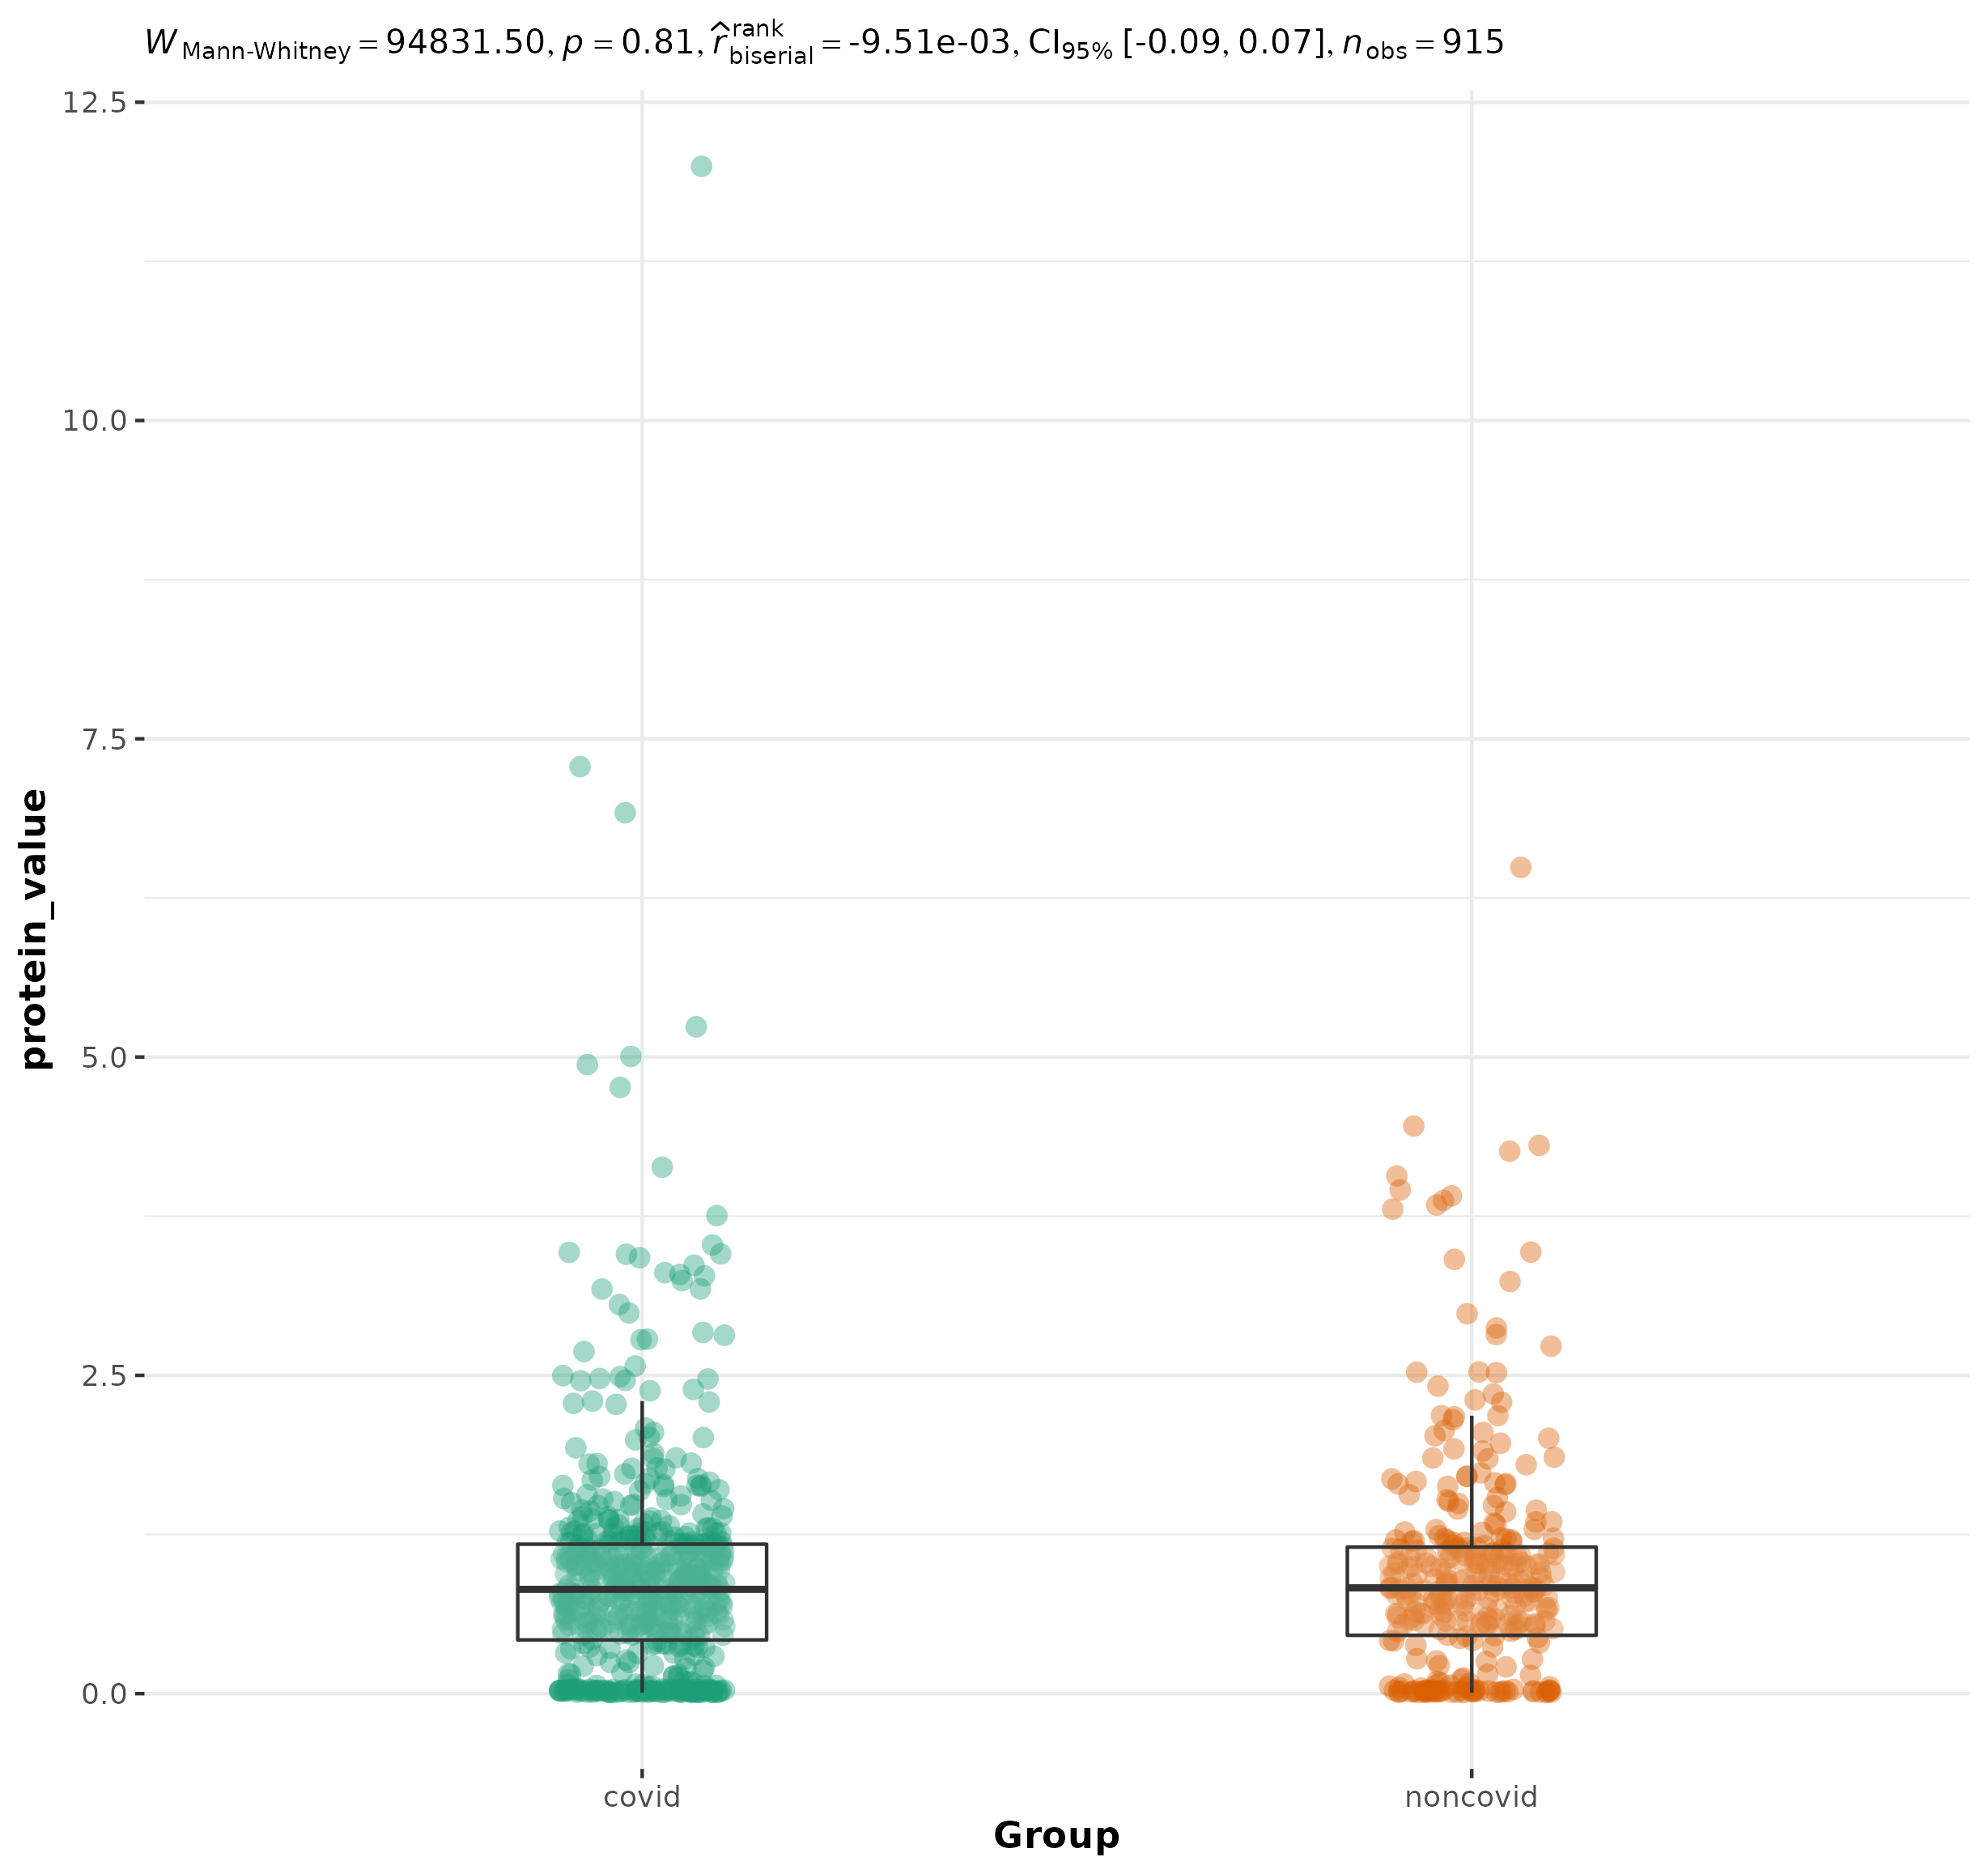 W Mann-Whitney = 94831.50, p = 0.81, r̂ rank biserial = -9.51e-03, CI95% [-0.09, 0.07], n obs = 915
12.5
10.0
7.5
5.0
2.5
0.0
protein_value
covid noncovid
Group